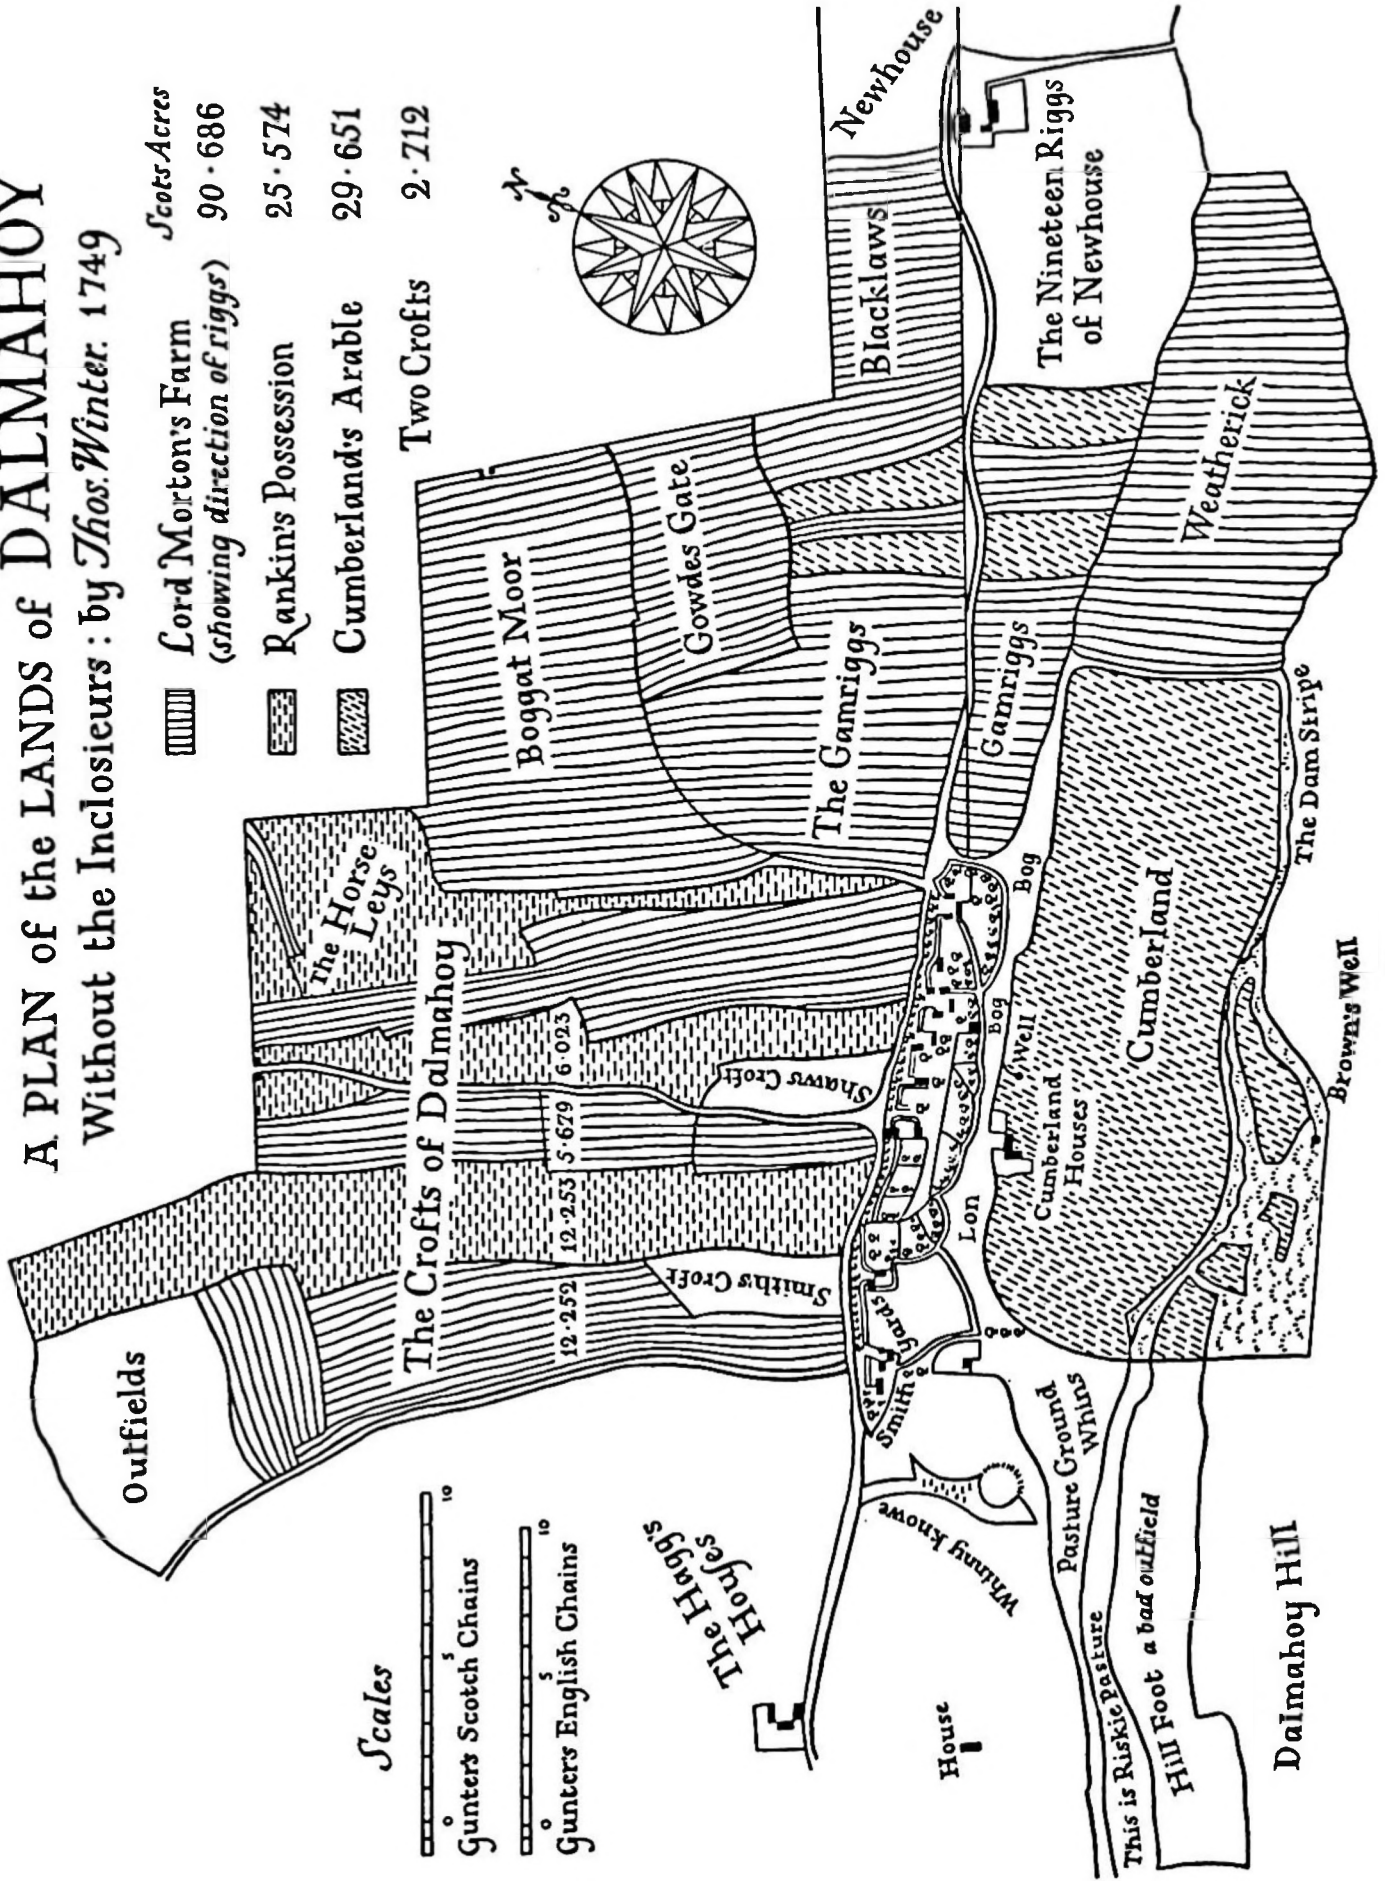 A PLAN of the LANDS of DALMAHOY
Without the Inclosieurs: by Thos. Winter. 1749
Scots Acres
Lord Morton's Farm 90·686
(showing direction of riggs)
Rankin's Possession 25·574
Cumberland's Arable 29·651
Two Crofts 2·712
N
Outfields
The Horse
Leys
The Crofts of Dalmahoy
12·252
12·253
5·679
6·023
Smith's Croft
Shaws Croft
Boggat Moor
Gowdes Gate
The Gamriggs
Gamriggs
Blacklaws
Newhouse
The Nineteen Riggs
of Newhouse
Weatherick
Scales
0 5 10
Gunter's Scotch Chains
0 5 10
Gunter's English Chains
The Hagg's
Houses
House
Whinny Knowe
Smith Yards
Lon
Bog
Bog
Well
Cumberland
Houses
Cumberland
The Dam Stripe
Brown's Well
Pasture Ground
Whins
This is Riskie Pasture
Hill Foot a bad outfield
Dalmahoy Hill